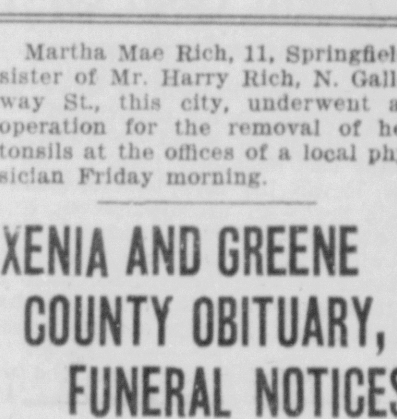 Martha Mae Rich, 11, Springfiel
sister of Mr. Harry Rich, N. Gall
way St., this city, underwent a
operation for the removal of he
tonsils at the offices of a local ph
sician Friday morning.
XENIA AND GREENE
COUNTY OBITUARY,
FUNERAL NOTICES